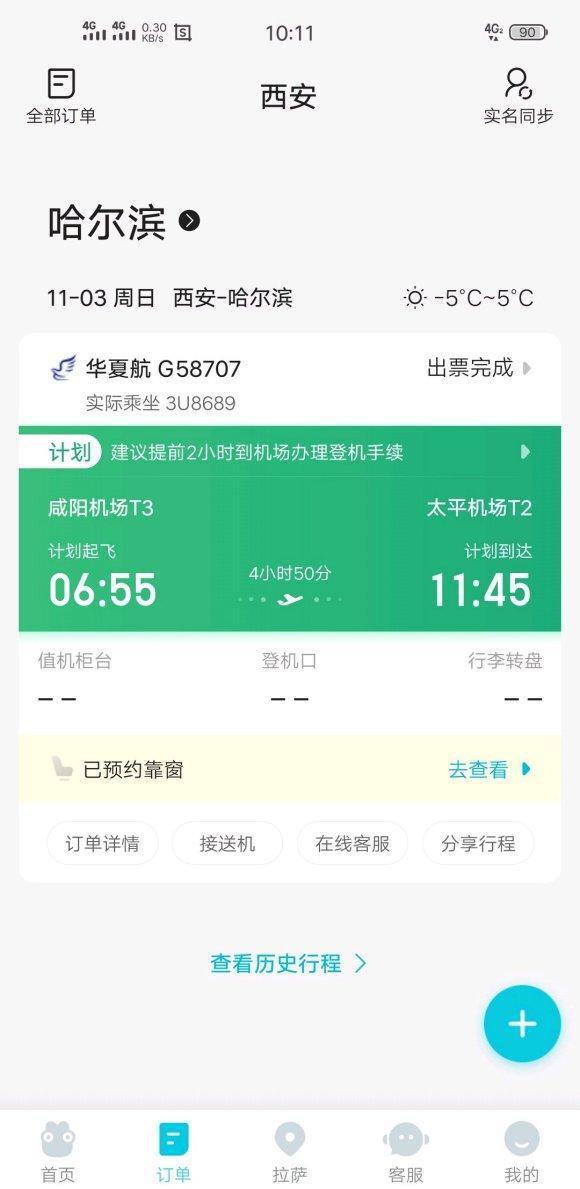 4G 4G 0.30 KB/s 10:11 4G2 90
全部订单 西安 实名同步
哈尔滨
11-03 周日 西安-哈尔滨 -5°C~5°C
华夏航 G58707 出票完成
实际乘坐 3U8689
计划 建议提前2小时到机场办理登机手续
咸阳机场T3 太平机场T2
计划起飞 计划到达
06:55 4小时50分 11:45
值机柜台 登机口 行李转盘
-- -- --
已预约靠窗 去查看
订单详情 接送机 在线客服 分享行程
查看历史行程
首页 订单 拉萨 客服 我的